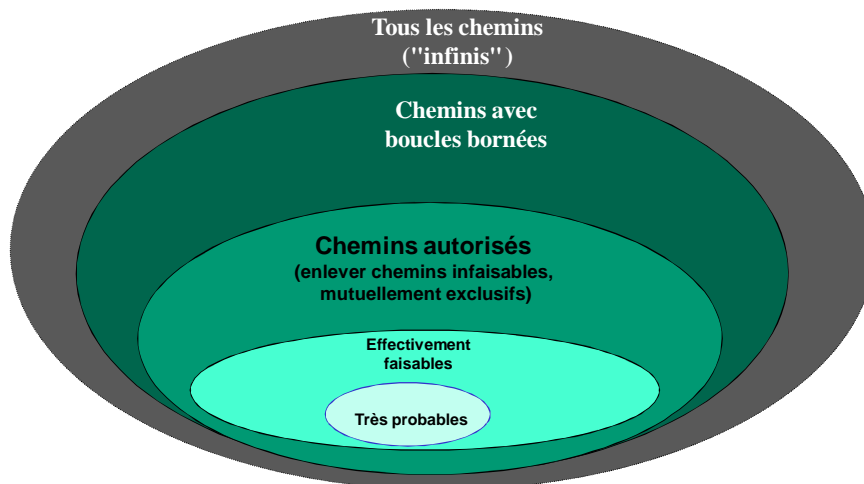 Tous les chemins
("infinis")
Chemins avec
boucles bornées
Chemins autorisés
(enlever chemins infaisables,
mutuellement exclusifs)
Effectivement
faisables
Très probables